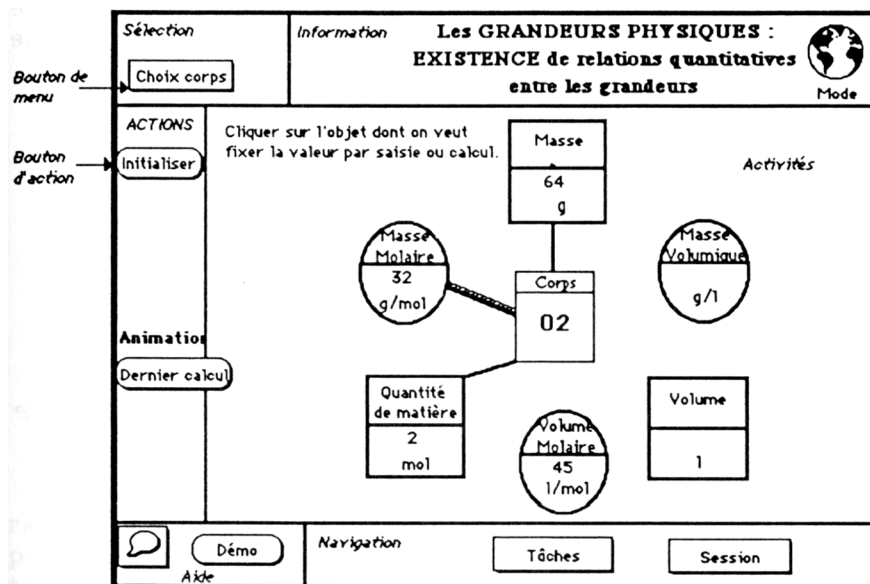 Sélection
Information
Les GRANDEURS PHYSIQUES :
EXISTENCE de relations quantitatives
entre les grandeurs
Mode
Bouton de
menu
Choix corps
ACTIONS
Bouton
d'action
Initialiser
Cliquer sur l'objet dont on veut
fixer la valeur par saisie ou calcul.
Activités
Masse
64
g
Masse
Molaire
32
g/mol
Masse
Volumique
g/l
Corps
O2
Animation
Dernier calcul
Quantité
de matière
2
mol
Volume
Molaire
45
l/mol
Volume
l
Démo
Aide
Navigation
Tâches
Session